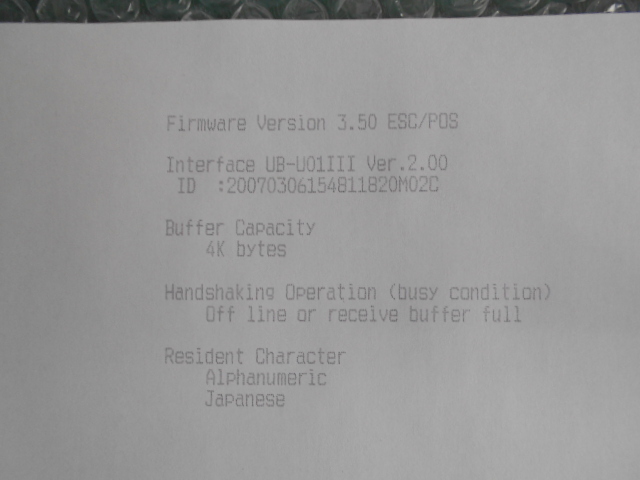 Firmware Version 3.50 ESC/POS
Interface UB-U01III Ver.2.00
ID :20070306154811820M02C
Buffer Capacity
4K bytes
Handshaking Operation (busy condition)
Off line or receive buffer full
Resident Character
Alphanumeric
Japanese